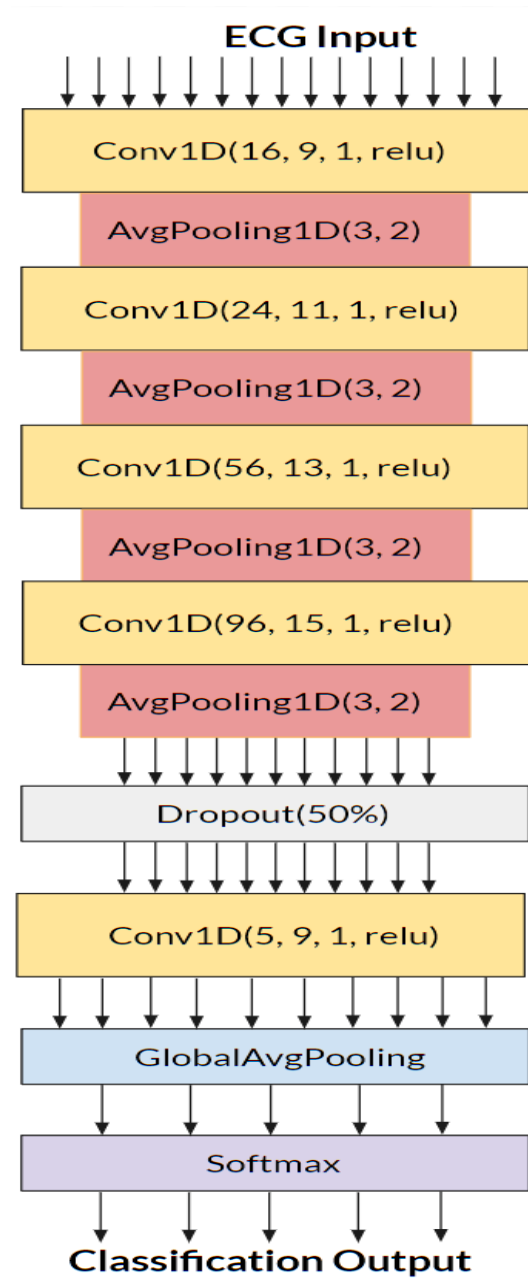 ECG Input
Conv1D(16, 9, 1, relu)
AvgPooling1D(3, 2)
Conv1D(24, 11, 1, relu)
AvgPooling1D(3, 2)
Conv1D(56, 13, 1, relu)
AvgPooling1D(3, 2)
Conv1D(96, 15, 1, relu)
AvgPooling1D(3, 2)
Dropout(50%)
Conv1D(5, 9, 1, relu)
GlobalAvgPooling
Softmax
Classification Output